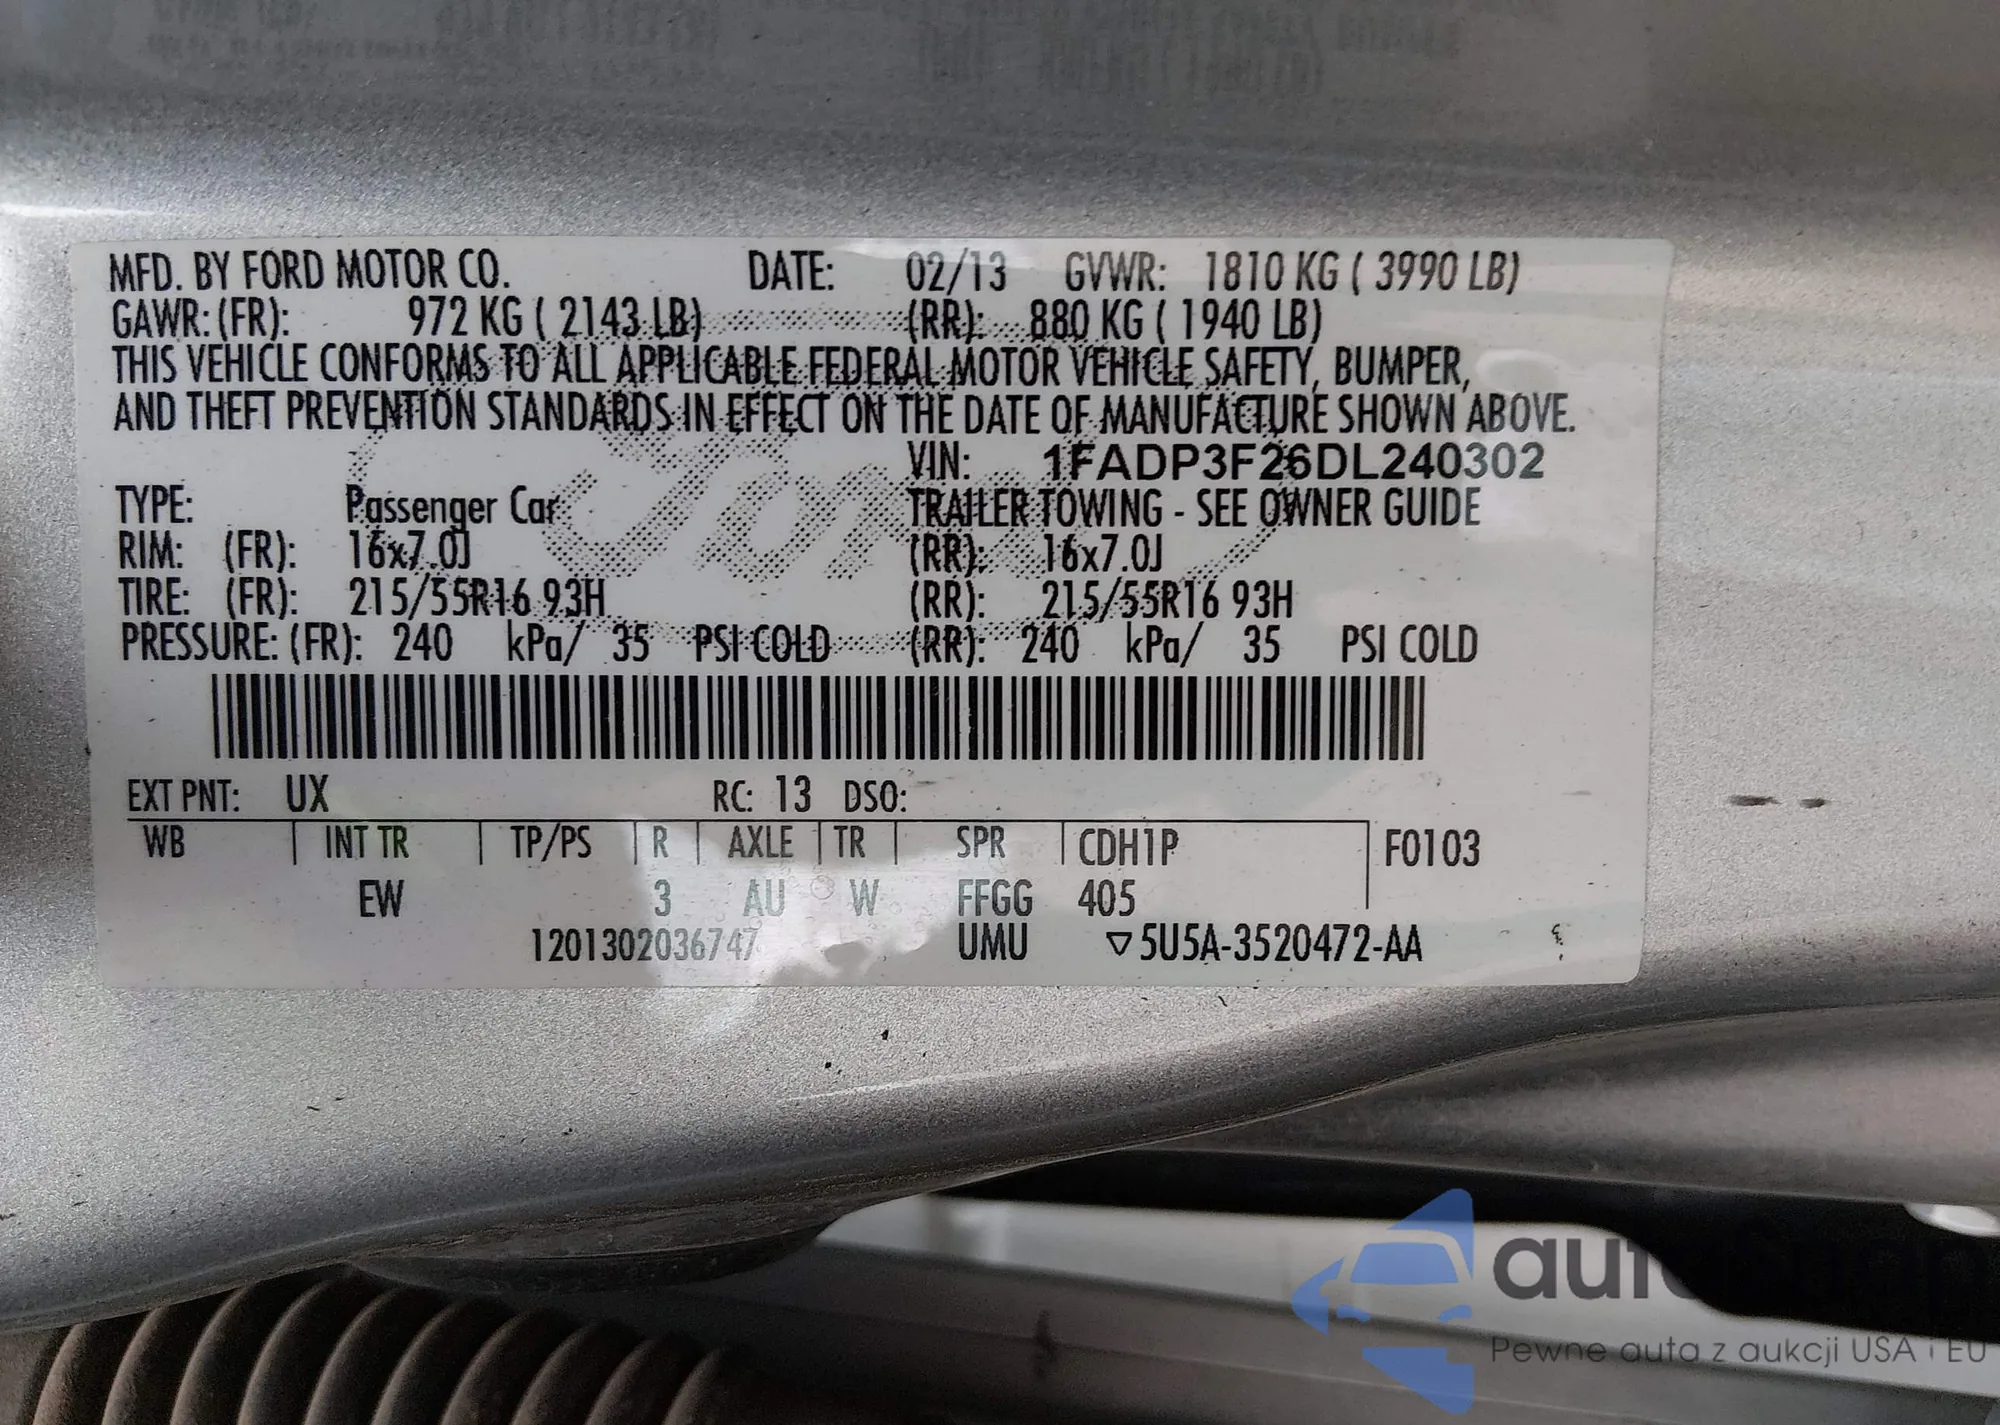 MFD. BY FORD MOTOR CO. DATE: 02/13 GVWR: 1810 KG ( 3990 LB)
GAWR: (FR): 972 KG ( 2143 LB) (RR): 880 KG ( 1940 LB)
THIS VEHICLE CONFORMS TO ALL APPLICABLE FEDERAL MOTOR VEHICLE SAFETY, BUMPER,
AND THEFT PREVENTION STANDARDS IN EFFECT ON THE DATE OF MANUFACTURE SHOWN ABOVE.
VIN: 1FADP3F26DL240302
Ford
TYPE: Passenger Car TRAILER TOWING - SEE OWNER GUIDE
RIM: (FR): 16x7.0J (RR): 16x7.0J
TIRE: (FR): 215/55R16 93H (RR): 215/55R16 93H
PRESSURE: (FR): 240 kPa/ 35 PSI COLD (RR): 240 kPa/ 35 PSI COLD
EXT PNT: UX RC: 13 DSO:
WB INT TR TP/PS R AXLE TR SPR CDH1P F0103
EW 3 AU W FFGG 405
1201302036747 UMU ▽5U5A-3520472-AA
Pewne auta z aukcji USA i EU